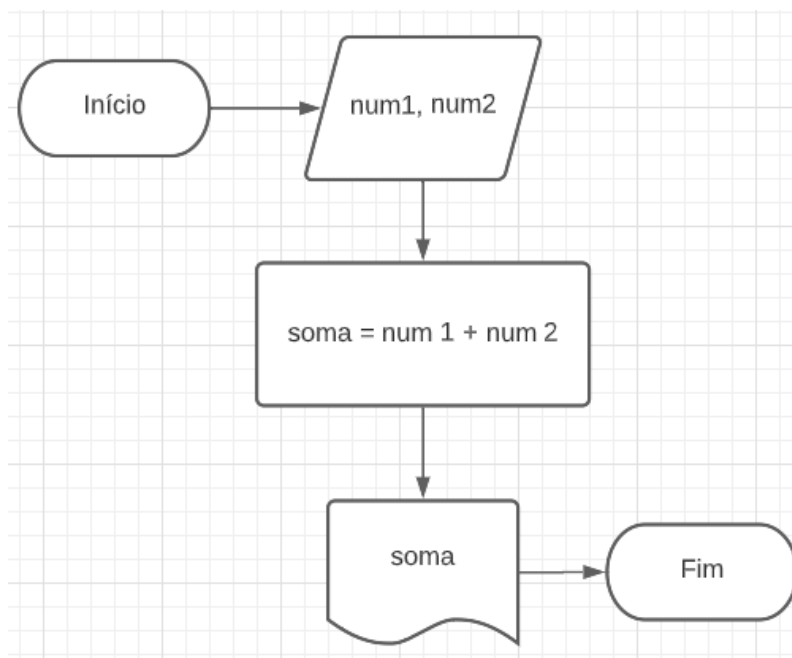 Início
num1, num2
soma = num 1 + num 2
soma
Fim